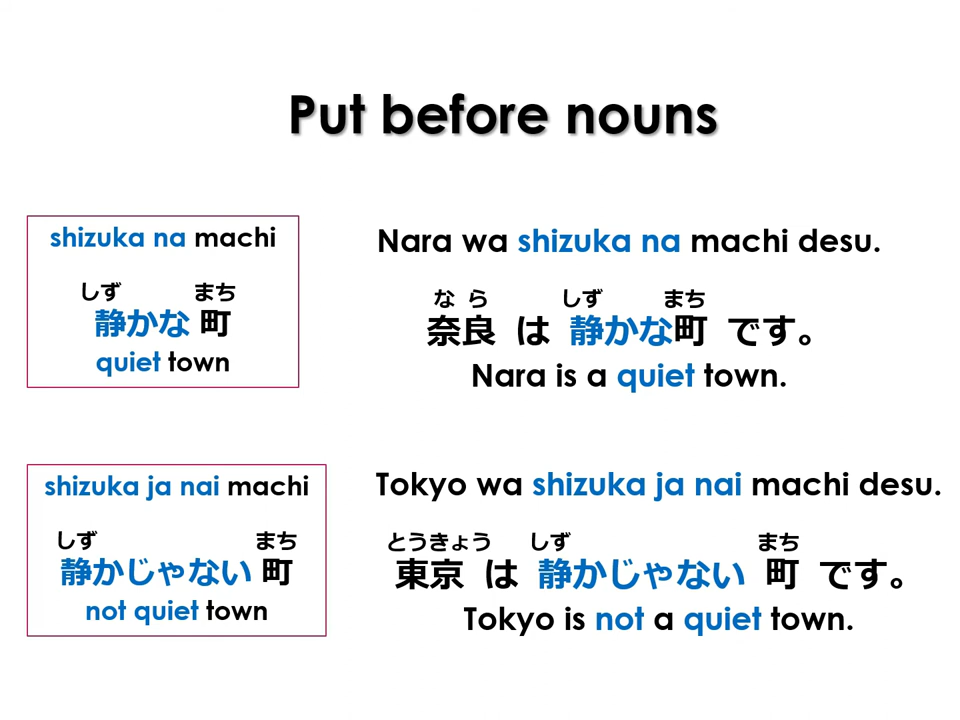 Put before nouns
shizuka na machi
しず まち
静かな 町
quiet town
Nara wa shizuka na machi desu.
な ら しず まち
奈良 は 静かな町 です。
Nara is a quiet town.
shizuka ja nai machi
しず まち
静かじゃない 町
not quiet town
Tokyo wa shizuka ja nai machi desu.
とうきょう しず まち
東京 は 静かじゃない 町 です。
Tokyo is not a quiet town.